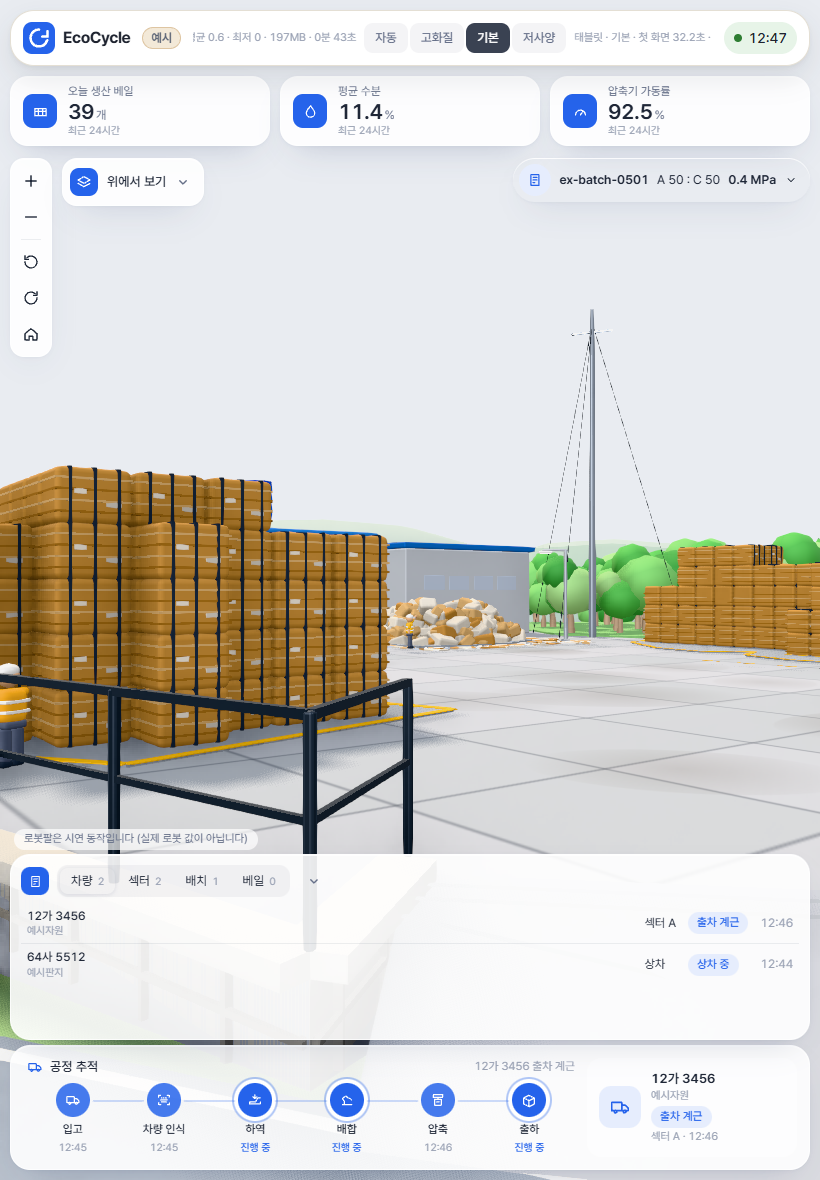 EcoCycle
예시
균 0.6 · 최저 0 · 197MB · 0분 43초
자동
고화질
기본
저사양
태블릿 · 기본 · 첫 화면 32.2초 ·
12:47
오늘 생산 베일
39개
최근 24시간
평균 수분
11.4%
최근 24시간
압축기 가동률
92.5%
최근 24시간
위에서 보기
ex-batch-0501 A 50 : C 50 0.4 MPa
로봇팔은 시연 동작입니다 (실제 로봇 값이 아닙니다)
차량 2 섹터 2 배치 1 베일 0
12가 3456
예시자원
섹터 A 출차 계근 12:46
64사 5512
예시판지
상차 상차 중 12:44
공정 추적
12가 3456 출차 계근
입고
12:45
차량 인식
12:45
하역
진행 중
배합
진행 중
압축
12:46
출하
진행 중
12가 3456
예시자원
출차 계근
섹터 A · 12:46